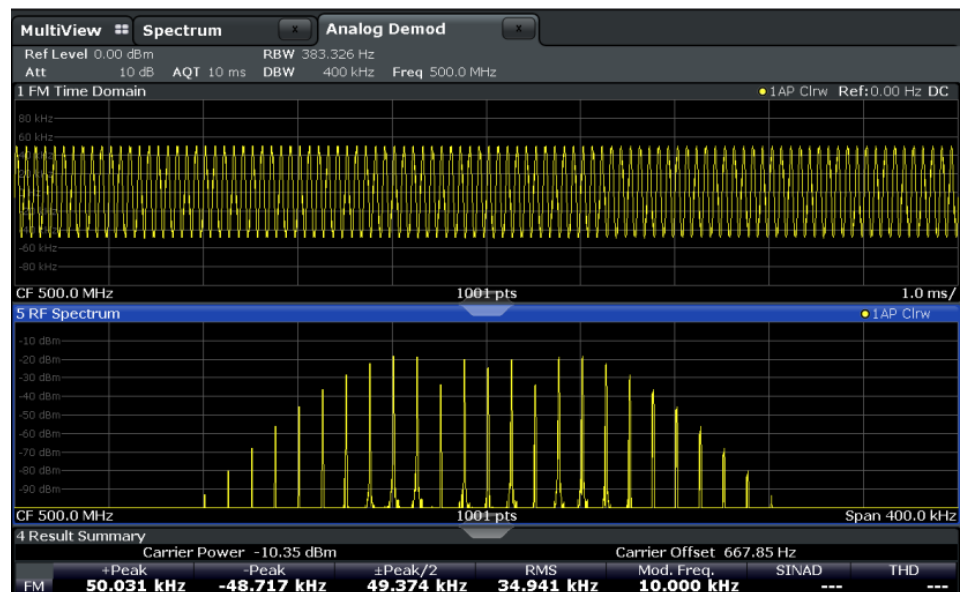 MultiView Spectrum x Analog Demod x
Ref Level 0.00 dBm RBW 383.326 Hz
Att 10 dB AQT 10 ms DBW 400 kHz Freq 500.0 MHz
1 FM Time Domain 1AP Clrw Ref:0.00 Hz DC
80 kHz
60 kHz
-60 kHz
-80 kHz
CF 500.0 MHz 1001 pts 1.0 ms/
5 RF Spectrum 1AP Clrw
-10 dBm
-20 dBm
-30 dBm
-40 dBm
-50 dBm
-60 dBm
-70 dBm
-80 dBm
-90 dBm
CF 500.0 MHz 1001 pts Span 400.0 kHz
4 Result Summary
Carrier Power -10.35 dBm Carrier Offset 667.85 Hz
+Peak -Peak ±Peak/2 RMS Mod. Freq. SINAD THD
FM 50.031 kHz -48.717 kHz 49.374 kHz 34.941 kHz 10.000 kHz --- ---